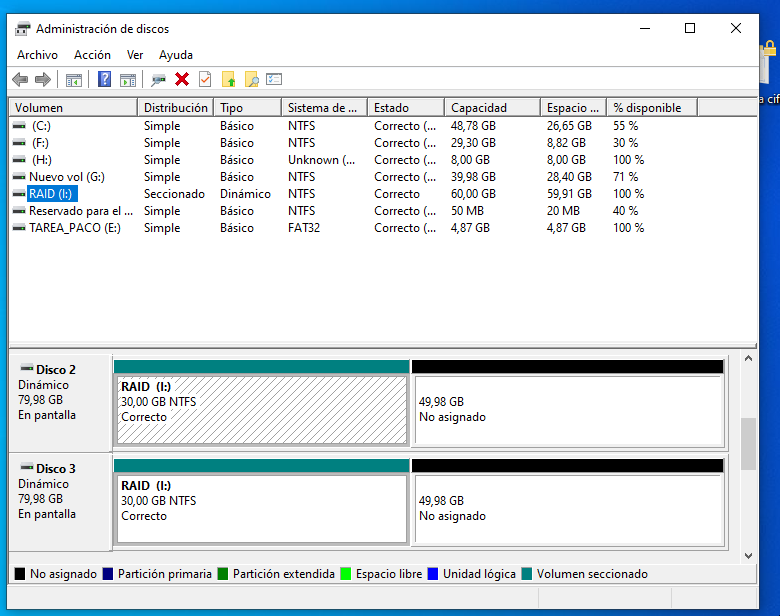 Administración de discos
Archivo Acción Ver Ayuda
Volumen Distribución Tipo Sistema de ... Estado Capacidad Espacio ... % disponible
(C:) Simple Básico NTFS Correcto (... 48,78 GB 26,65 GB 55 %
(F:) Simple Básico NTFS Correcto (... 29,30 GB 8,82 GB 30 %
(H:) Simple Básico Unknown (... Correcto (... 8,00 GB 8,00 GB 100 %
Nuevo vol (G:) Simple Básico NTFS Correcto (... 39,98 GB 28,40 GB 71 %
RAID (I:) Seccionado Dinámico NTFS Correcto 60,00 GB 59,91 GB 100 %
Reservado para el ... Simple Básico NTFS Correcto (... 50 MB 20 MB 40 %
TAREA_PACO (E:) Simple Básico FAT32 Correcto (... 4,87 GB 4,87 GB 100 %
a cif
Disco 2
Dinámico
79,98 GB
En pantalla
RAID (I:)
30,00 GB NTFS
Correcto
49,98 GB
No asignado
Disco 3
Dinámico
79,98 GB
En pantalla
RAID (I:)
30,00 GB NTFS
Correcto
49,98 GB
No asignado
No asignado Partición primaria Partición extendida Espacio libre Unidad lógica Volumen seccionado